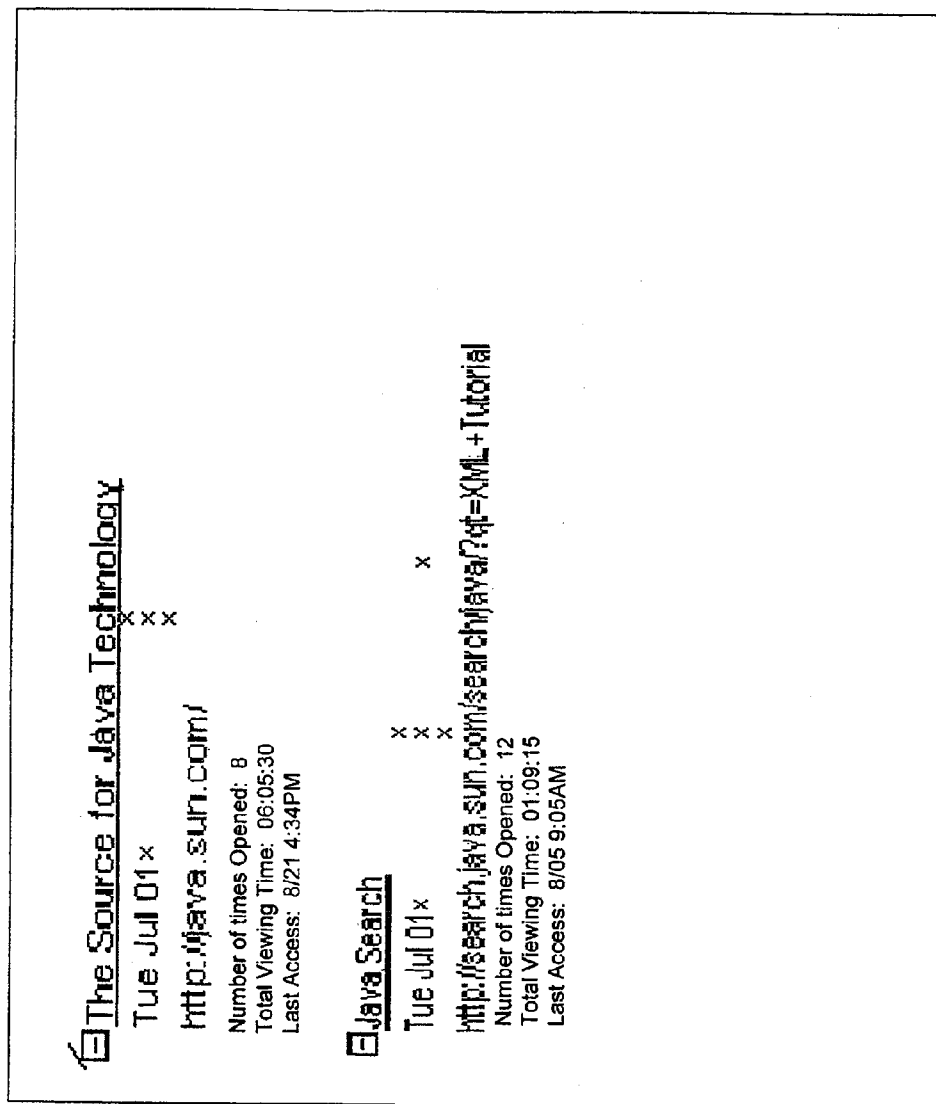 The Source for Java Technology
Tue Jul 01x
x x x
http://java.sun.com/
Number of times Opened: 8
Total Viewing Time: 06:05:30
Last Access: 8/21 4:34PM
Java Search
Tue Jul 01x
x x x
x
http://search.java.sun.com/search/java/?qt=XML+Tutorial
Number of times Opened: 12
Total Viewing Time: 01:09:15
Last Access: 8/05 9:05AM